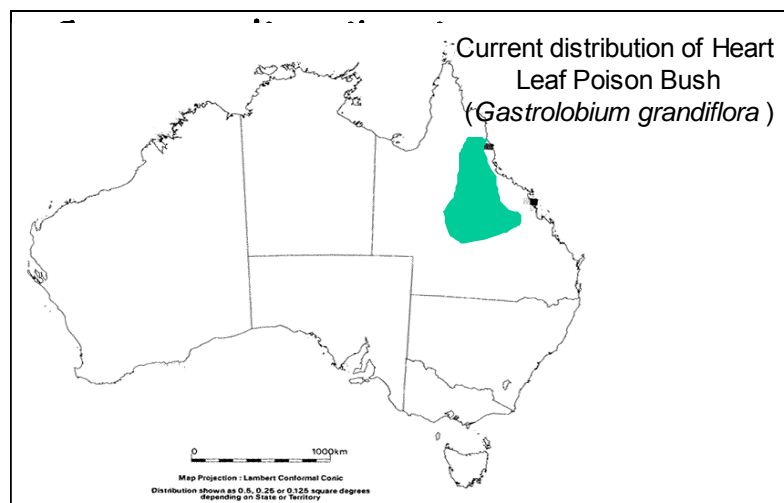 Current distribution of Heart
Leaf Poison Bush
(Gastrolobium grandiflora )
0 1000km
Map Projection : Lambert Conformal Conic
Distribution shown as 0.5, 0.25 or 0.125 square degrees
depending on State or Territory